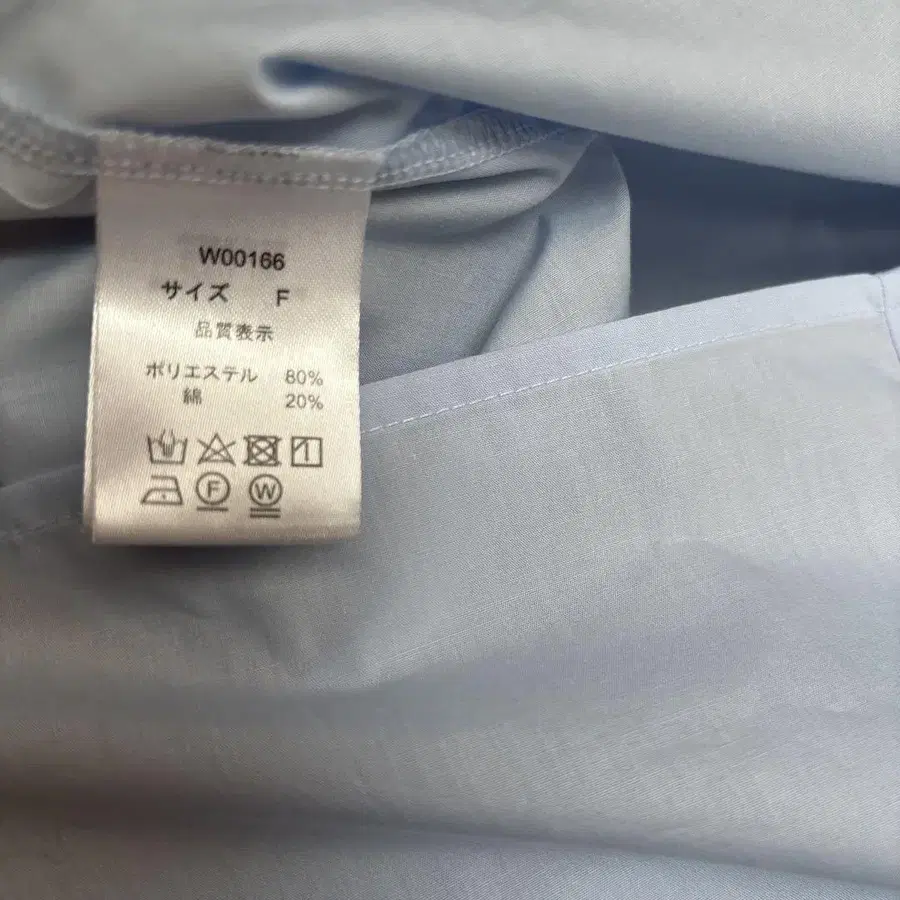 W00166
サイズ F
品質表示
ポリエステル 80%
綿 20%
F W